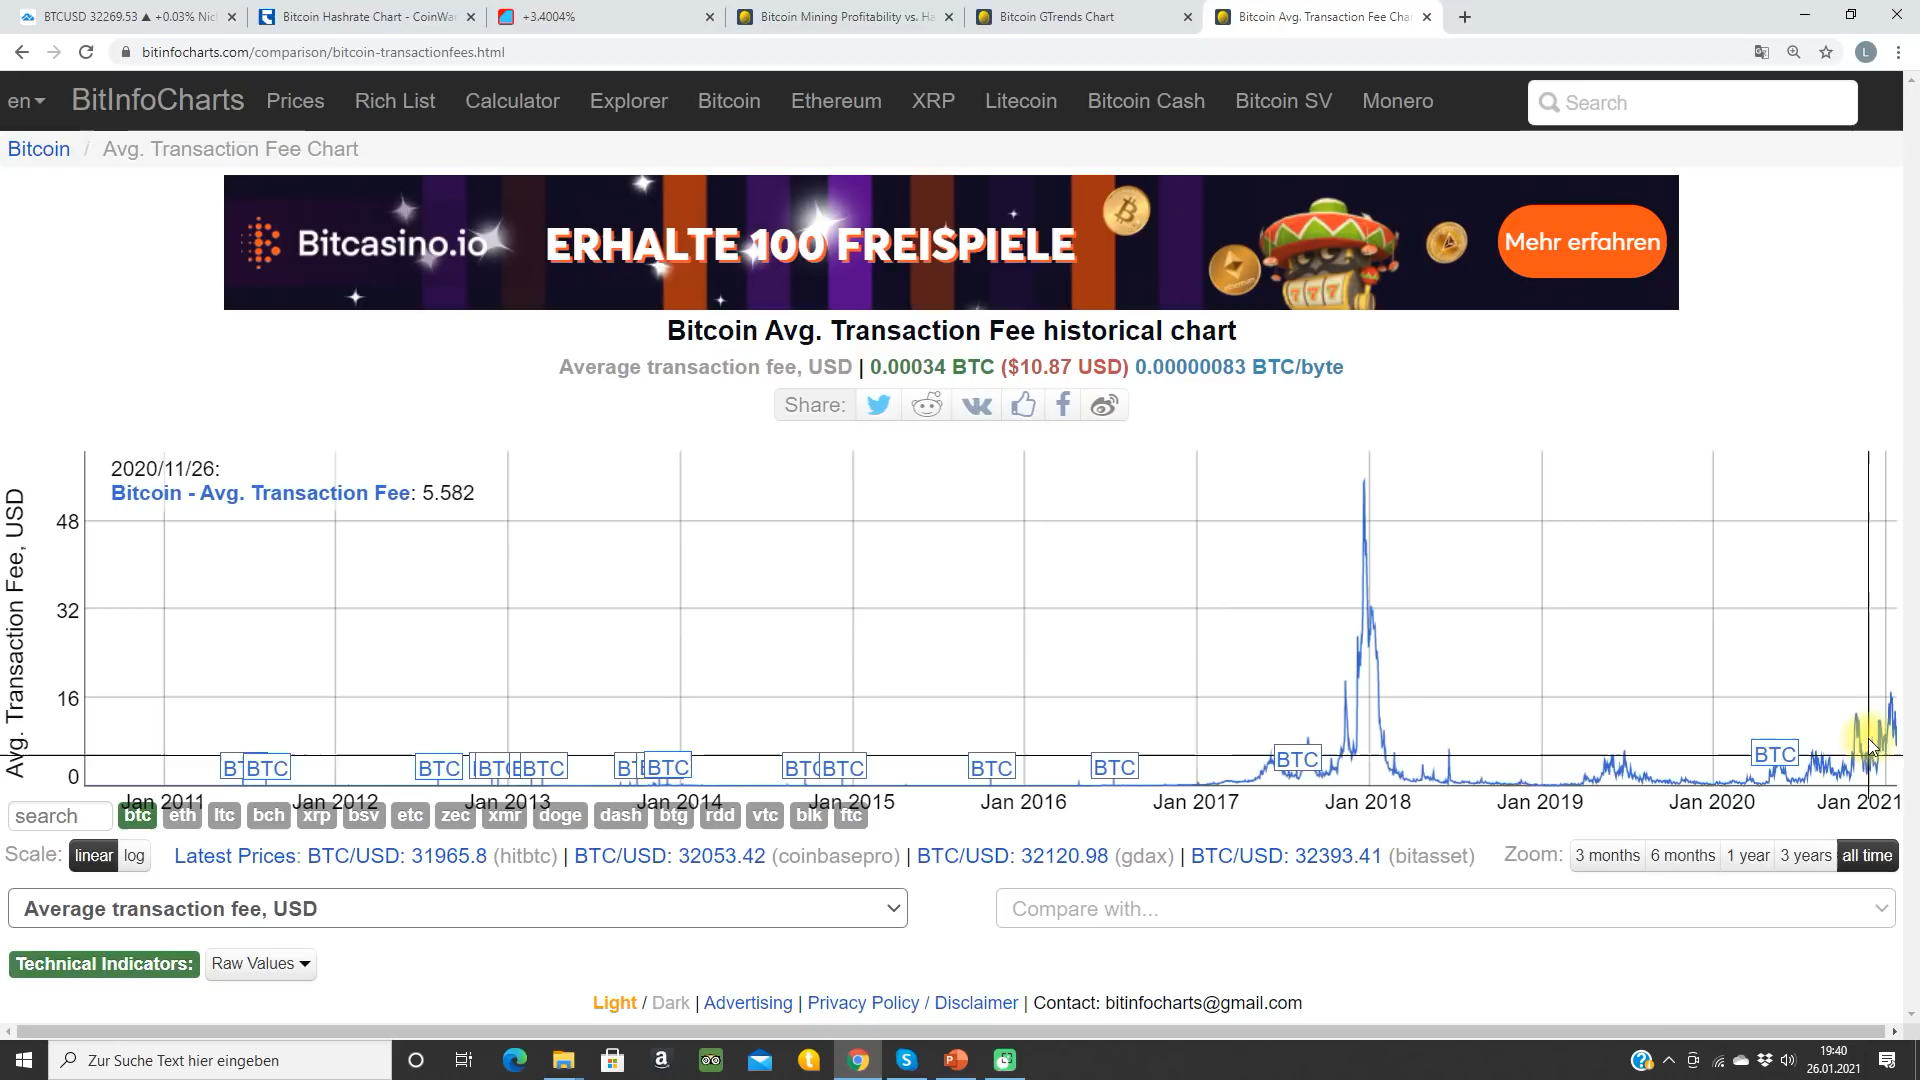 BTCUSD 32269.53 ▲ +0.03%
Bitcoin Hashrate Chart - CoinWa
+3.4004%
Bitcoin Mining Profitability vs. Ha
Bitcoin GTrends Chart
Bitcoin Avg. Transaction Fee Cha
bitinfocharts.com/comparison/bitcoin-transactionfees.html
L
en
BitInfoCharts
Prices
Rich List
Calculator
Explorer
Bitcoin
Ethereum
XRP
Litecoin
Bitcoin Cash
Bitcoin SV
Monero
Search
Bitcoin / Avg. Transaction Fee Chart
Bitcasino.io
ERHALTE 100 FREISPIELE
777
Mehr erfahren
Bitcoin Avg. Transaction Fee historical chart
Average transaction fee, USD | 0.00034 BTC ($10.87 USD) 0.00000083 BTC/byte
Share:
2020/11/26:
Bitcoin - Avg. Transaction Fee: 5.582
Avg. Transaction Fee, USD
48
32
16
0
BTC
BTC
BTC
BTC
BTC
BTC
BTC
BTC
BTC
BTC
Jan 2011
Jan 2012
Jan 2013
Jan 2014
Jan 2015
Jan 2016
Jan 2017
Jan 2018
Jan 2019
Jan 2020
Jan 2021
search
btc eth ltc bch xrp bsv etc zec xmr doge dash btg rdd vtc blk ftc
Scale: linear log
Latest Prices: BTC/USD: 31965.8 (hitbtc) | BTC/USD: 32053.42 (coinbasepro) | BTC/USD: 32120.98 (gdax) | BTC/USD: 32393.41 (bitasset)
Zoom: 3 months 6 months 1 year 3 years all time
Average transaction fee, USD
Compare with...
Technical Indicators: Raw Values
Light / Dark | Advertising | Privacy Policy / Disclaimer | Contact: bitinfocharts@gmail.com
Zur Suche Text hier eingeben
19:40
26.01.2021